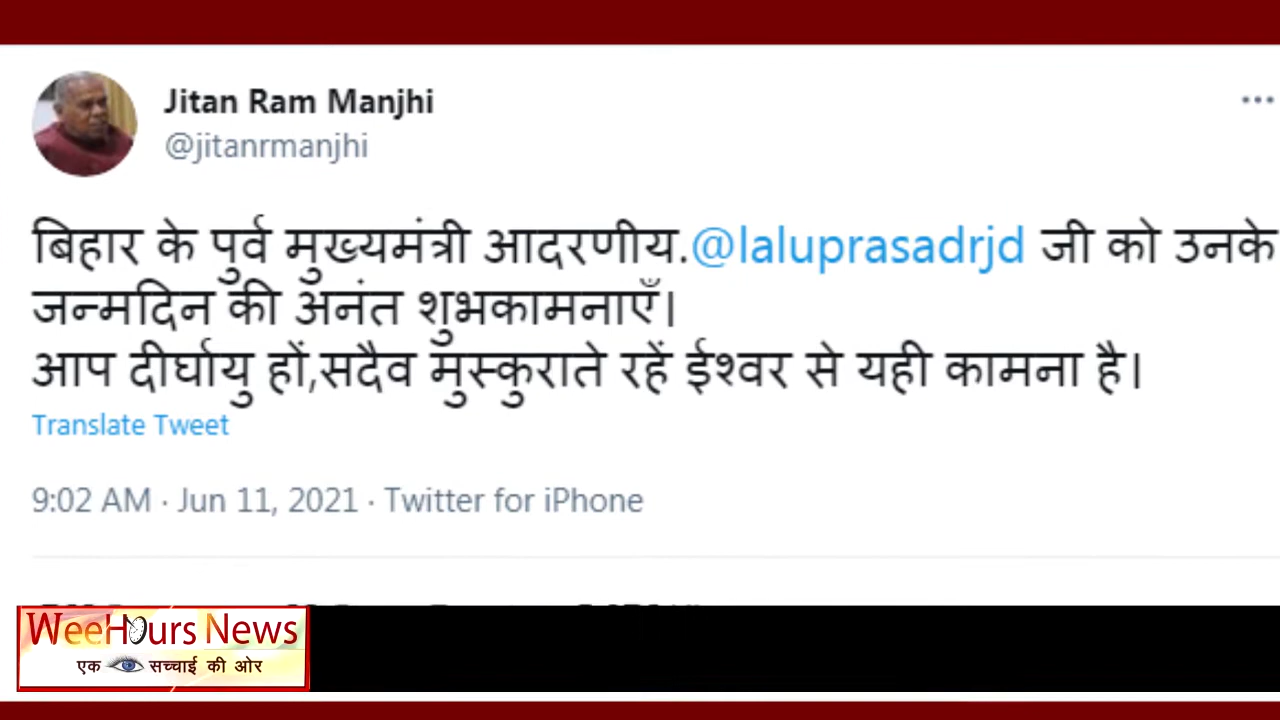 Jitan Ram Manjhi
@jitanrmanjhi
बिहार के पुर्व मुख्यमंत्री आदरणीय.@laluprasadrjd जी को उनके
जन्मदिन की अनंत शुभकामनाएँ।
आप दीर्घायु हों,सदैव मुस्कुराते रहें ईश्वर से यही कामना है।
Translate Tweet
9:02 AM · Jun 11, 2021 · Twitter for iPhone
WeeHours News
एक सच्चाई की ओर